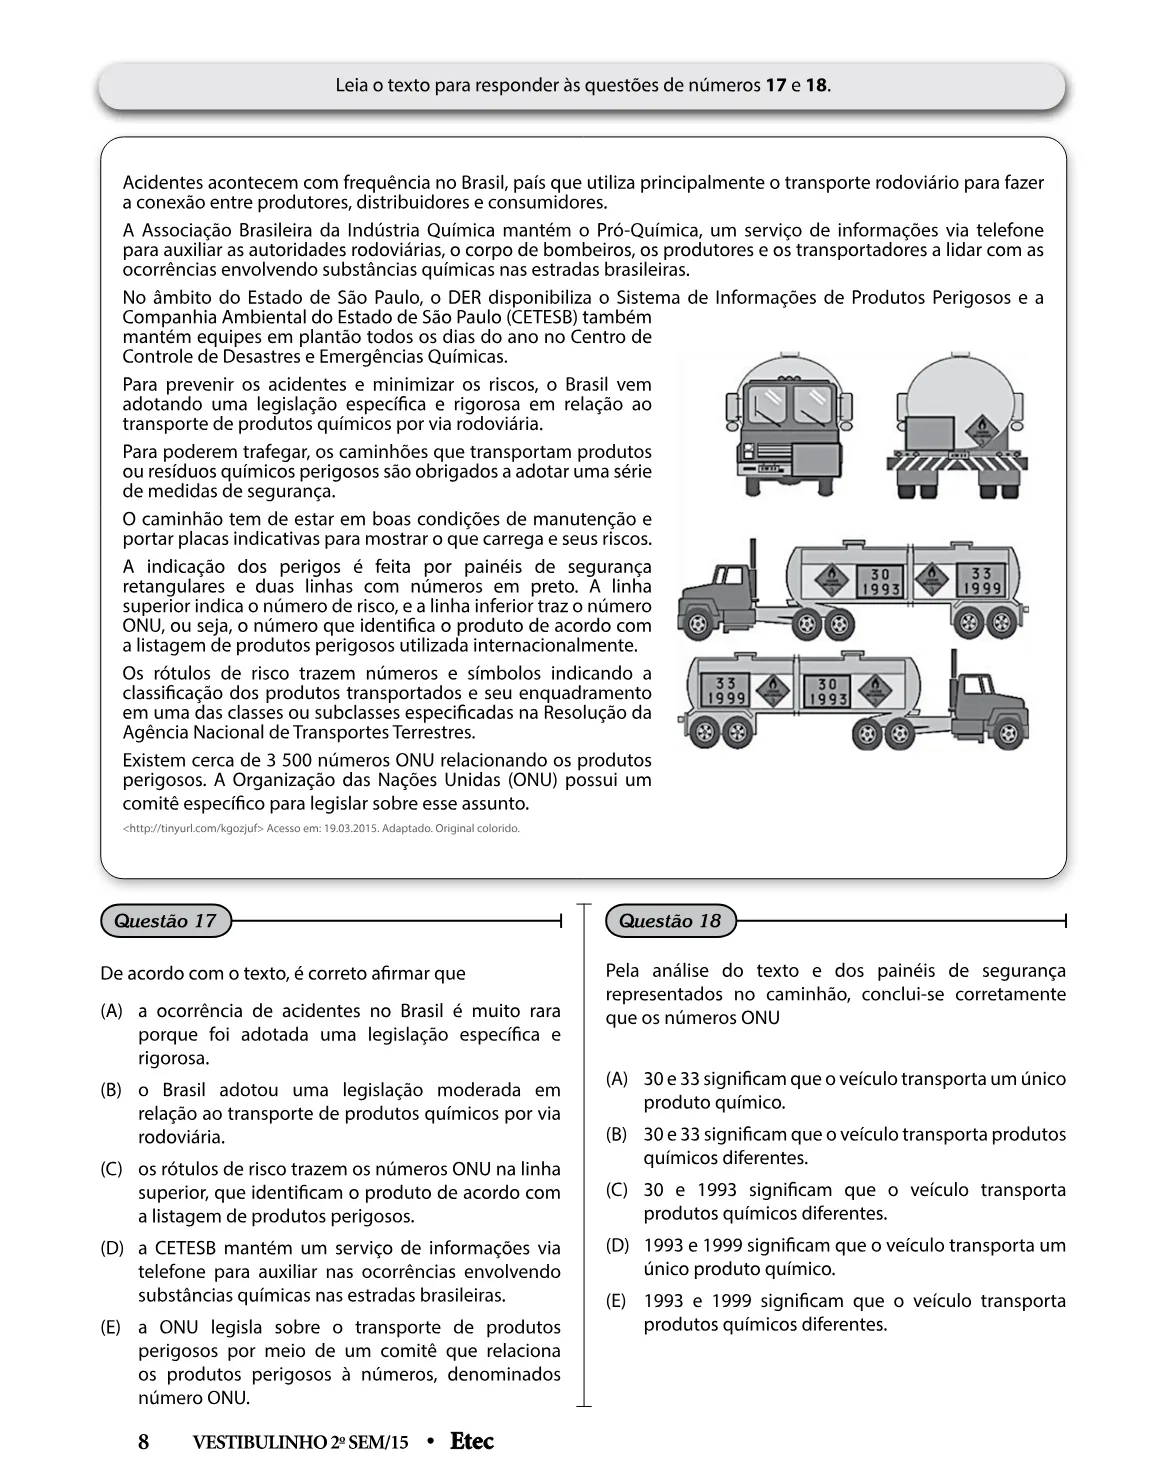 Leia o texto para responder às questões de números 17 e 18.
Acidentes acontecem com frequência no Brasil, país que utiliza principalmente o transporte rodoviário para fazer
a conexão entre produtores, distribuidores e consumidores.
A Associação Brasileira da Indústria Química mantém o Pró-Química, um serviço de informações via telefone
para auxiliar as autoridades rodoviárias, o corpo de bombeiros, os produtores e os transportadores a lidar com as
ocorrências envolvendo substâncias químicas nas estradas brasileiras.
No âmbito do Estado de São Paulo, o DER disponibiliza o Sistema de Informações de Produtos Perigosos e a
Companhia Ambiental do Estado de São Paulo (CETESB) também
mantém equipes em plantão todos os dias do ano no Centro de
Controle de Desastres e Emergências Químicas.
Para prevenir os acidentes e minimizar os riscos, o Brasil vem
adotando uma legislação específica e rigorosa em relação ao
transporte de produtos químicos por via rodoviária.
Para poderem trafegar, os caminhões que transportam produtos
ou resíduos químicos perigosos são obrigados a adotar uma série
de medidas de segurança.
O caminhão tem de estar em boas condições de manutenção e
portar placas indicativas para mostrar o que carrega e seus riscos.
A indicação dos perigos é feita por painéis de segurança
retangulares e duas linhas com números em preto. A linha
superior indica o número de risco, e a linha inferior traz o número
ONU, ou seja, o número que identifica o produto de acordo com
a listagem de produtos perigosos utilizada internacionalmente.
Os rótulos de risco trazem números e símbolos indicando a
classificação dos produtos transportados e seu enquadramento
em uma das classes ou subclasses especificadas na Resolução da
Agência Nacional de Transportes Terrestres.
Existem cerca de 3 500 números ONU relacionando os produtos
perigosos. A Organização das Nações Unidas (ONU) possui um
comitê específico para legislar sobre esse assunto.
<http://tinyurl.com/kgozjuf> Acesso em: 19.03.2015. Adaptado. Original colorido.
30
1993
33
1999
33
1999
30
1993
Questão 17
De acordo com o texto, é correto afirmar que
(A) a ocorrência de acidentes no Brasil é muito rara
porque foi adotada uma legislação específica e
rigorosa.
(B) o Brasil adotou uma legislação moderada em
relação ao transporte de produtos químicos por via
rodoviária.
(C) os rótulos de risco trazem os números ONU na linha
superior, que identificam o produto de acordo com
a listagem de produtos perigosos.
(D) a CETESB mantém um serviço de informações via
telefone para auxiliar nas ocorrências envolvendo
substâncias químicas nas estradas brasileiras.
(E) a ONU legisla sobre o transporte de produtos
perigosos por meio de um comitê que relaciona
os produtos perigosos à números, denominados
número ONU.
Questão 18
Pela análise do texto e dos painéis de segurança
representados no caminhão, conclui-se corretamente
que os números ONU
(A) 30 e 33 significam que o veículo transporta um único
produto químico.
(B) 30 e 33 significam que o veículo transporta produtos
químicos diferentes.
(C) 30 e 1993 significam que o veículo transporta
produtos químicos diferentes.
(D) 1993 e 1999 significam que o veículo transporta um
único produto químico.
(E) 1993 e 1999 significam que o veículo transporta
produtos químicos diferentes.
8 VESTIBULINHO 2º SEM/15 • Etec